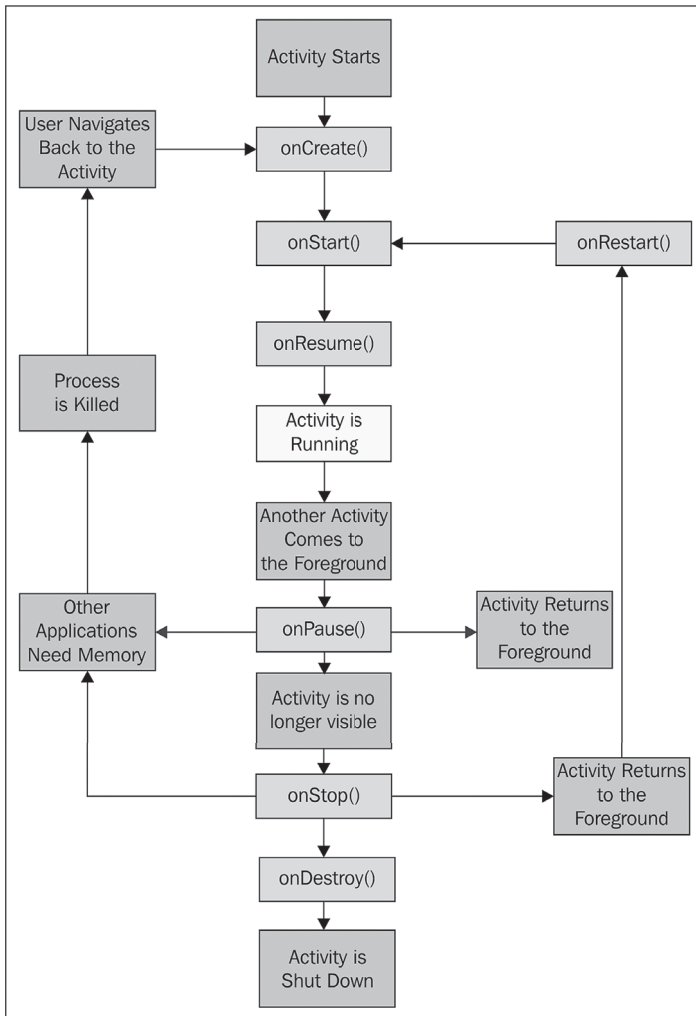 Activity Starts
User Navigates
Back to the
Activity
onCreate()
onStart()
onRestart()
onResume()
Process
is Killed
Activity is
Running
Another Activity
Comes to
the Foreground
Other
Applications
Need Memory
onPause()
Activity Returns
to the
Foreground
Activity is no
longer visible
onStop()
Activity Returns
to the
Foreground
onDestroy()
Activity is
Shut Down